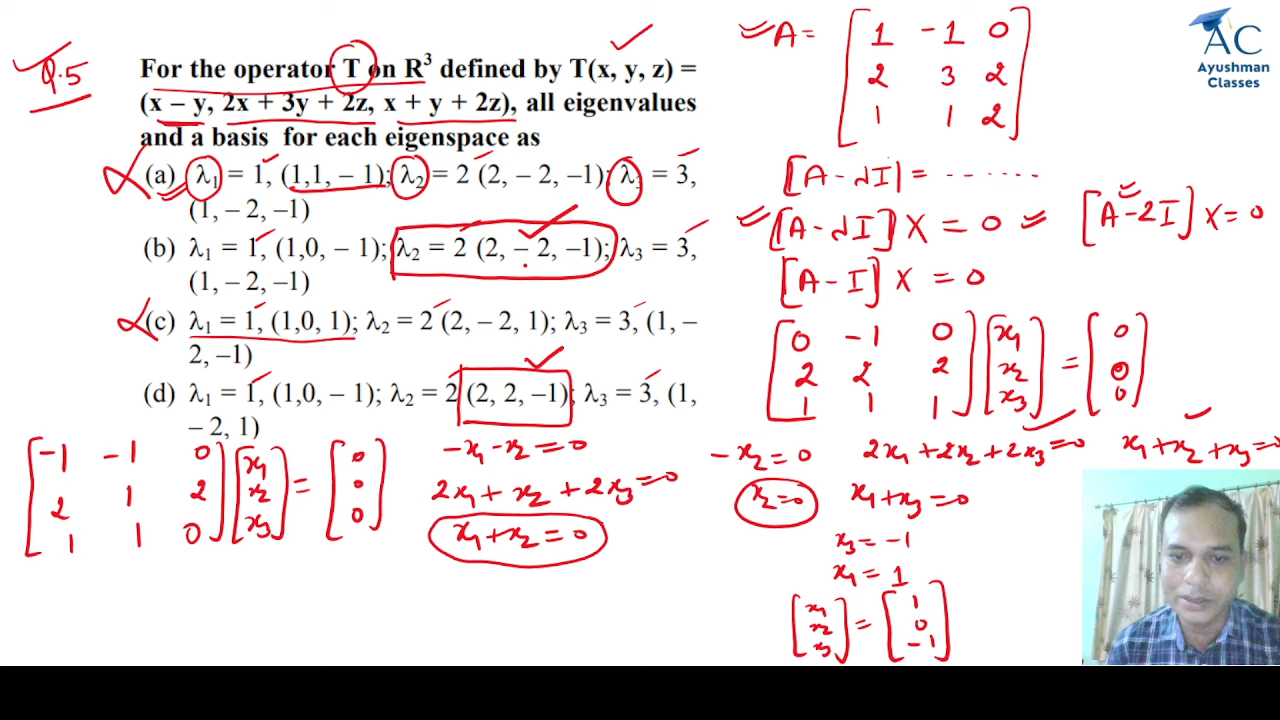 Q.5
For the operator T on R³ defined by T(x, y, z) =
(x – y, 2x + 3y + 2z, x + y + 2z), all eigenvalues
and a basis for each eigenspace as
(a) λ₁ = 1, (1,1, – 1); λ₂ = 2 (2, – 2, –1); λ₃ = 3,
(1, – 2, –1)
(b) λ₁ = 1, (1,0, – 1); λ₂ = 2 (2, – 2, –1); λ₃ = 3,
(1, – 2, –1)
(c) λ₁ = 1, (1,0, 1); λ₂ = 2 (2, – 2, 1); λ₃ = 3, (1, –
2, –1)
(d) λ₁ = 1, (1,0, – 1); λ₂ = 2 (2, 2, –1); λ₃ = 3, (1,
– 2, 1)
A =
1 -1 0
2 3 2
1 1 2
AC
Ayushman
Classes
[A - λI| = ........
[A - λI] X = 0
[A - 2I] X = 0
[A - I] X = 0
0 -1 0 x₁ 0
2 2 2 x₂ = 0
1 1 1 x₃ 0
-x₂ = 0 2x₁ + 2x₂ + 2x₃ = 0 x₁ + x₂ + x₃ = 0
x₂ = 0 x₁ + x₃ = 0
x₃ = -1
x₁ = 1
x₁ 1
x₂ = 0
x₃ -1
-1 -1 0 x₁ 0
2 1 2 x₂ = 0
1 1 0 x₃ 0
-x₁ - x₂ = 0
2x₁ + x₂ + 2x₃ = 0
x₁ + x₂ = 0